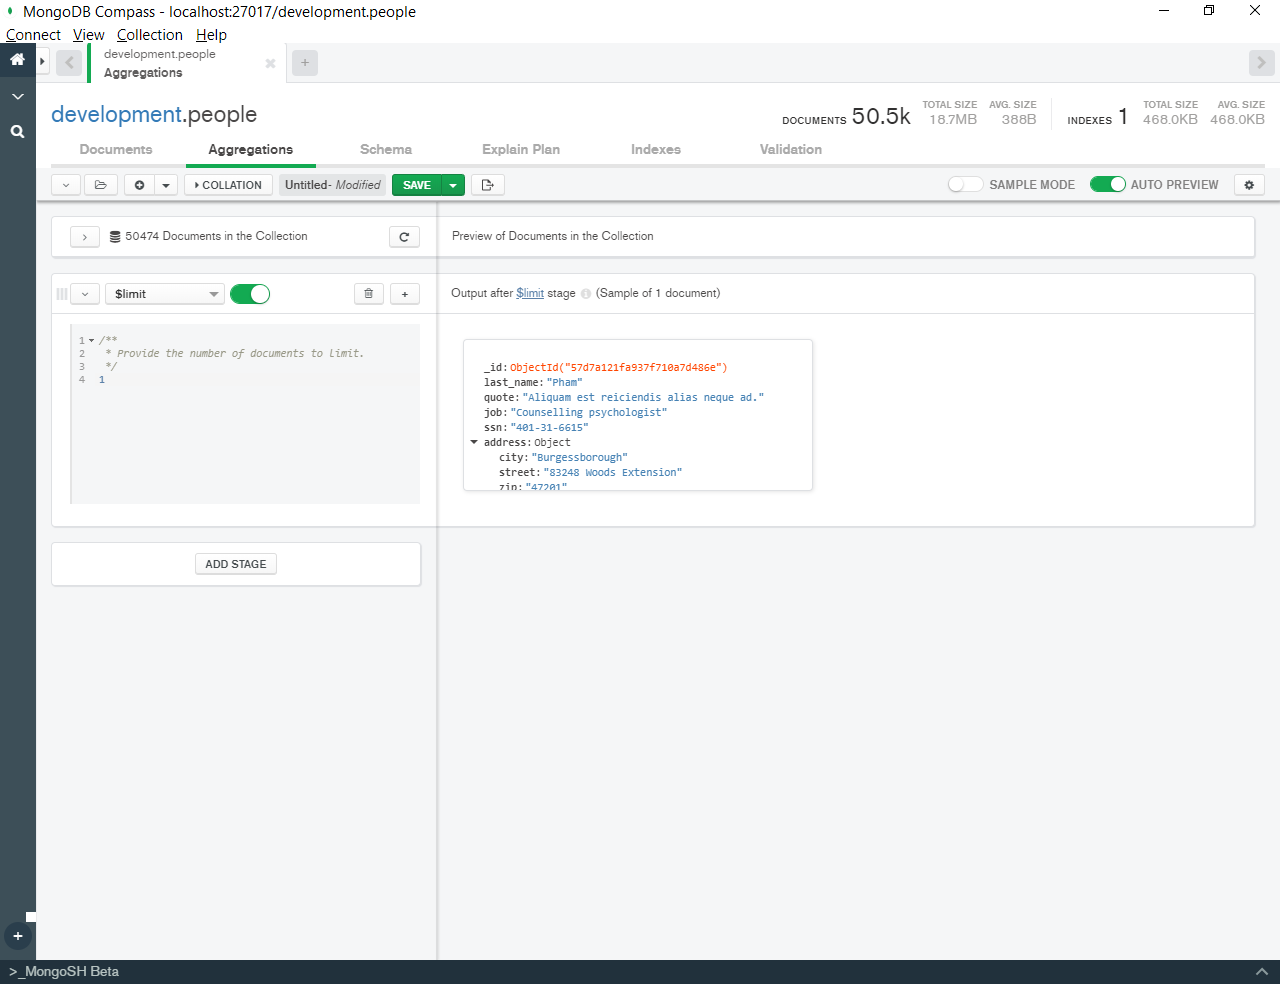 MongoDB Compass - localhost:27017/development.people
Connect View Collection Help
development.people
Aggregations
development.people
DOCUMENTS 50.5k TOTAL SIZE 18.7MB AVG. SIZE 388B INDEXES 1 TOTAL SIZE 468.0KB AVG. SIZE 468.0KB
Documents Aggregations Schema Explain Plan Indexes Validation
COLLATION Untitled- Modified SAVE SAMPLE MODE AUTO PREVIEW
50474 Documents in the Collection Preview of Documents in the Collection
$limit Output after $limit stage (Sample of 1 document)
1 /**
2 * Provide the number of documents to limit.
3 */
4 1
_id: ObjectId("57d7a121fa937f710a7d486e")
last_name: "Pham"
quote: "Aliquam est reiciendis alias neque ad."
job: "Counselling psychologist"
ssn: "401-31-6615"
address: Object
city: "Burgessborough"
street: "83248 Woods Extension"
zip: "47201"
ADD STAGE
>_MongoSH Beta